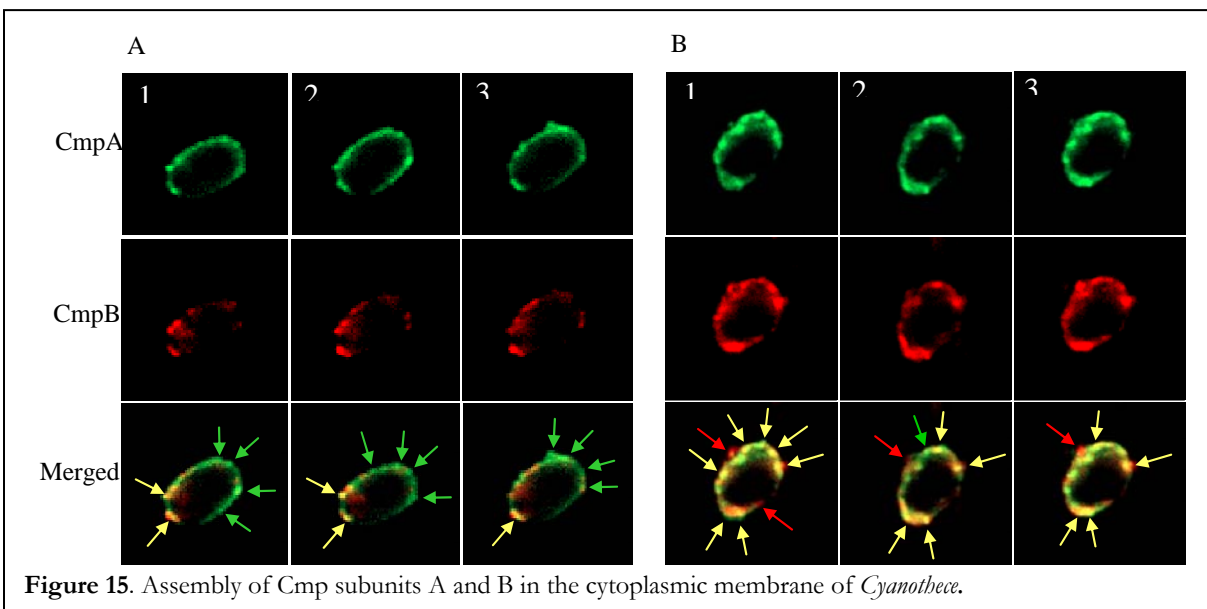 A
B
1 2 3
1 2 3
CmpA
CmpB
Merged
Figure 15. Assembly of Cmp subunits A and B in the cytoplasmic membrane of Cyanothece.